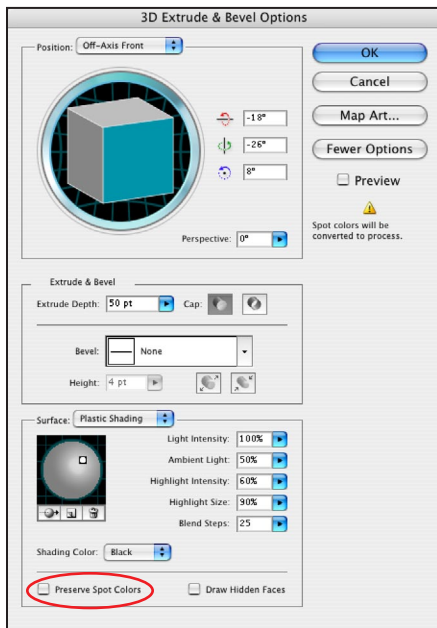 3D Extrude & Bevel Options
Position: Off-Axis Front
-18°
-26°
8°
Perspective: 0°
OK
Cancel
Map Art...
Fewer Options
Preview
Spot colors will be
converted to process.
Extrude & Bevel
Extrude Depth: 50 pt Cap:
Bevel: None
Height: 4 pt
Surface: Plastic Shading
Light Intensity: 100%
Ambient Light: 50%
Highlight Intensity: 60%
Highlight Size: 90%
Blend Steps: 25
Shading Color: Black
Preserve Spot Colors Draw Hidden Faces